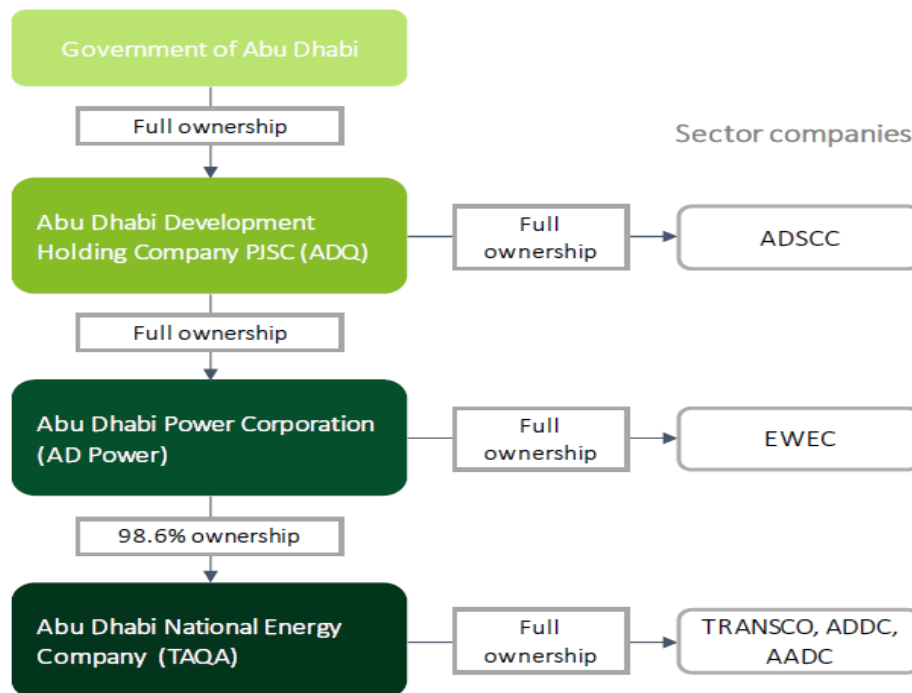 Government of Abu Dhabi
Full ownership
Sector companies
Abu Dhabi Development
Holding Company PJSC (ADQ)
Full
ownership
ADSCC
Full ownership
Abu Dhabi Power Corporation
(AD Power)
Full
ownership
EWEC
98.6% ownership
Abu Dhabi National Energy
Company (TAQA)
Full
ownership
TRANSCO, ADDC,
AADC